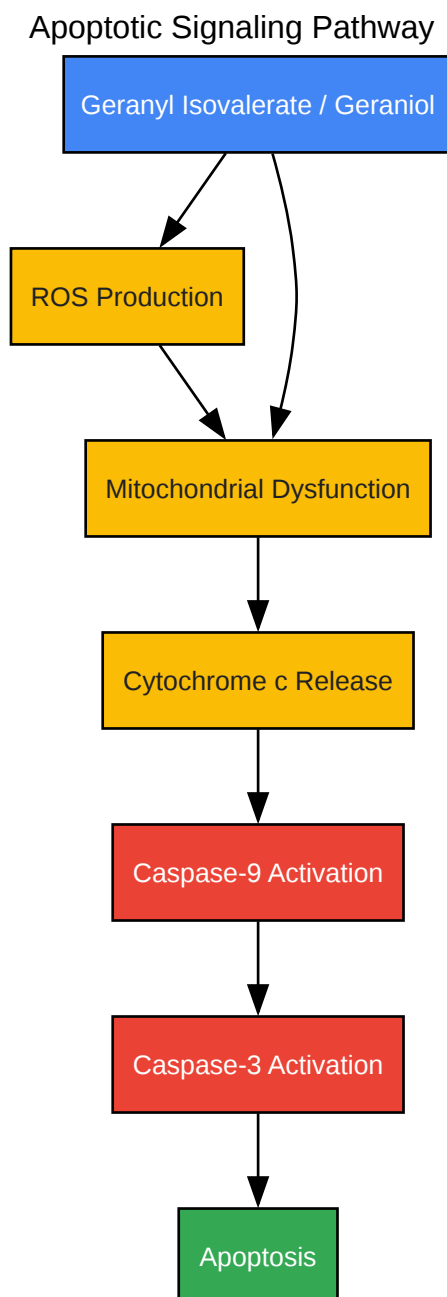 Apoptotic Signaling Pathway
Geranyl Isovalerate / Geraniol
ROS Production
Mitochondrial Dysfunction
Cytochrome c Release
Caspase-9 Activation
Caspase-3 Activation
Apoptosis